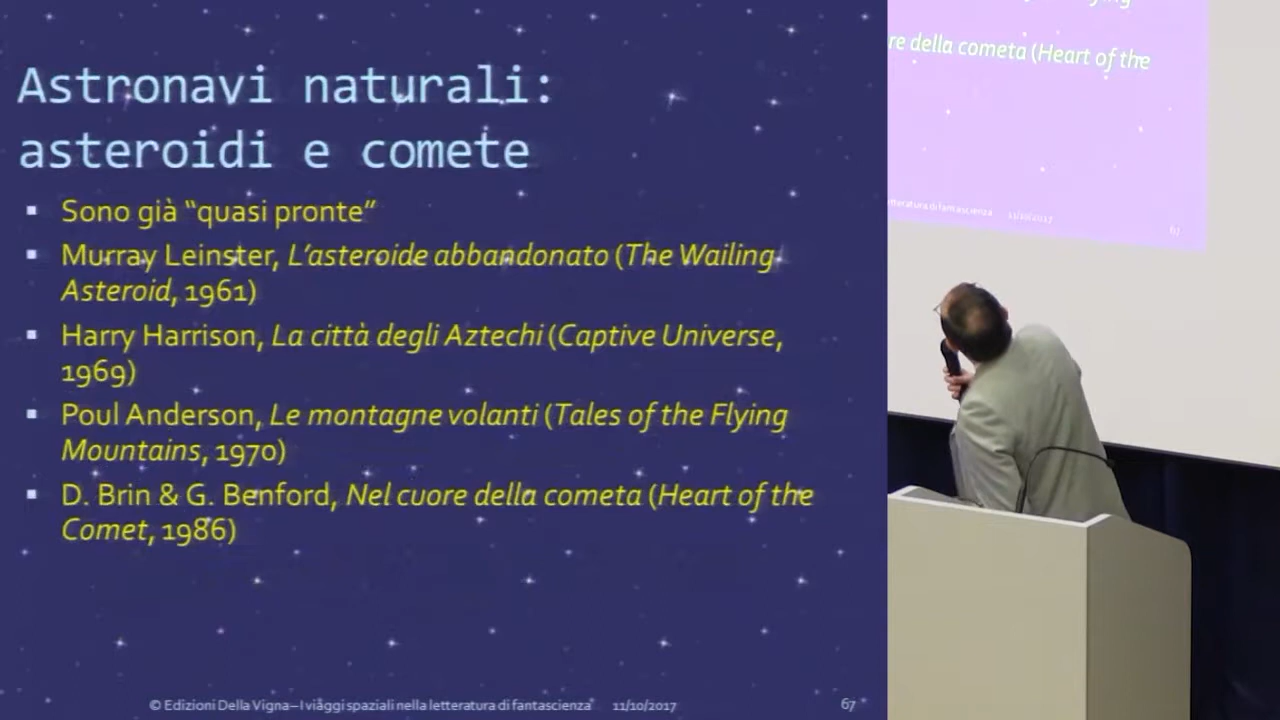 Astronavi naturali:
asteroidi e comete
▪ Sono già “quasi pronte”
▪ Murray Leinster, L’asteroide abbandonato (The Wailing
Asteroid, 1961)
▪ Harry Harrison, La città degli Aztechi (Captive Universe,
1969)
▪ Poul Anderson, Le montagne volanti (Tales of the Flying
Mountains, 1970)
▪ D. Brin & G. Benford, Nel cuore della cometa (Heart of the
Comet, 1986)
© Edizioni Della Vigna – I viaggi spaziali nella letteratura di fantascienza 11/10/2017 67
re della cometa (Heart of the
tteratura di fantascienza 11/10/2017 67